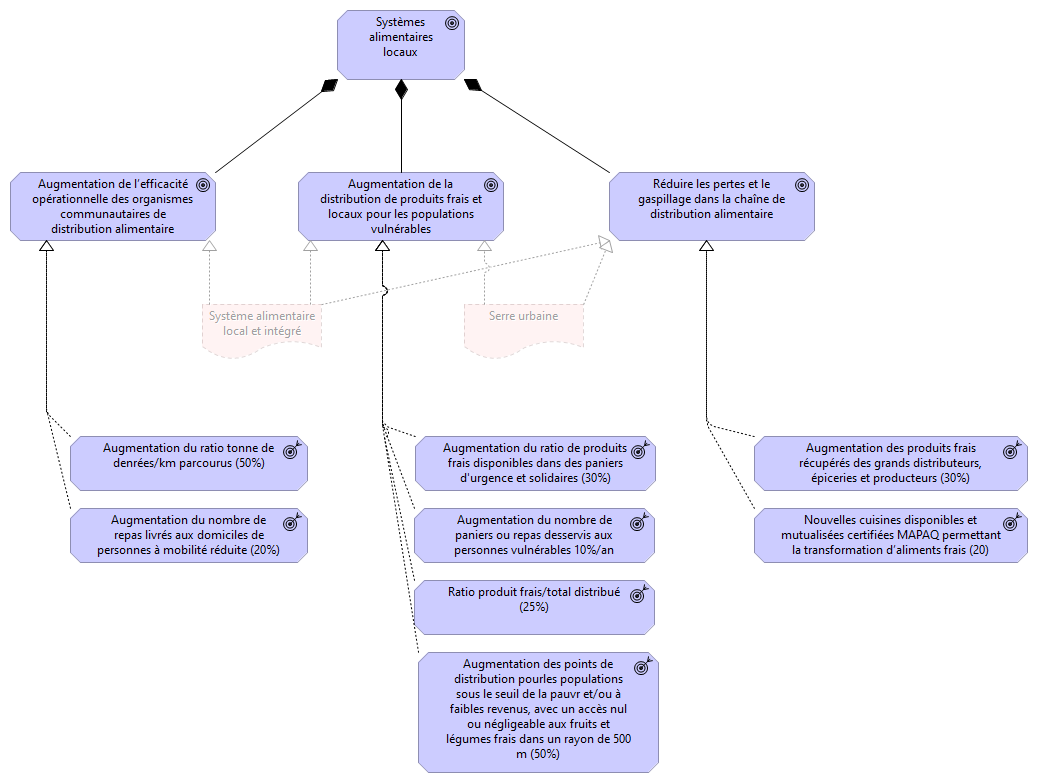 Systèmes
alimentaires
locaux
Augmentation de l'efficacité
opérationnelle des organismes
communautaires de
distribution alimentaire
Augmentation de la
distribution de produits frais et
locaux pour les populations
vulnérables
Réduire les pertes et le
gaspillage dans la chaîne de
distribution alimentaire
Système alimentaire
local et intégré
Serre urbaine
Augmentation du ratio tonne de
denrées/km parcourus (50%)
Augmentation du nombre de
repas livrés aux domiciles de
personnes à mobilité réduite (20%)
Augmentation du ratio de produits
frais disponibles dans des paniers
d'urgence et solidaires (30%)
Augmentation du nombre de
paniers ou repas desservis aux
personnes vulnérables 10%/an
Ratio produit frais/total distribué
(25%)
Augmentation des points de
distribution pourles populations
sous le seuil de la pauvr et/ou à
faibles revenus, avec un accès nul
ou négligeable aux fruits et
légumes frais dans un rayon de 500
m (50%)
Augmentation des produits frais
récupérés des grands distributeurs,
épiceries et producteurs (30%)
Nouvelles cuisines disponibles et
mutualisées certifiées MAPAQ permettant
la transformation d'aliments frais (20)